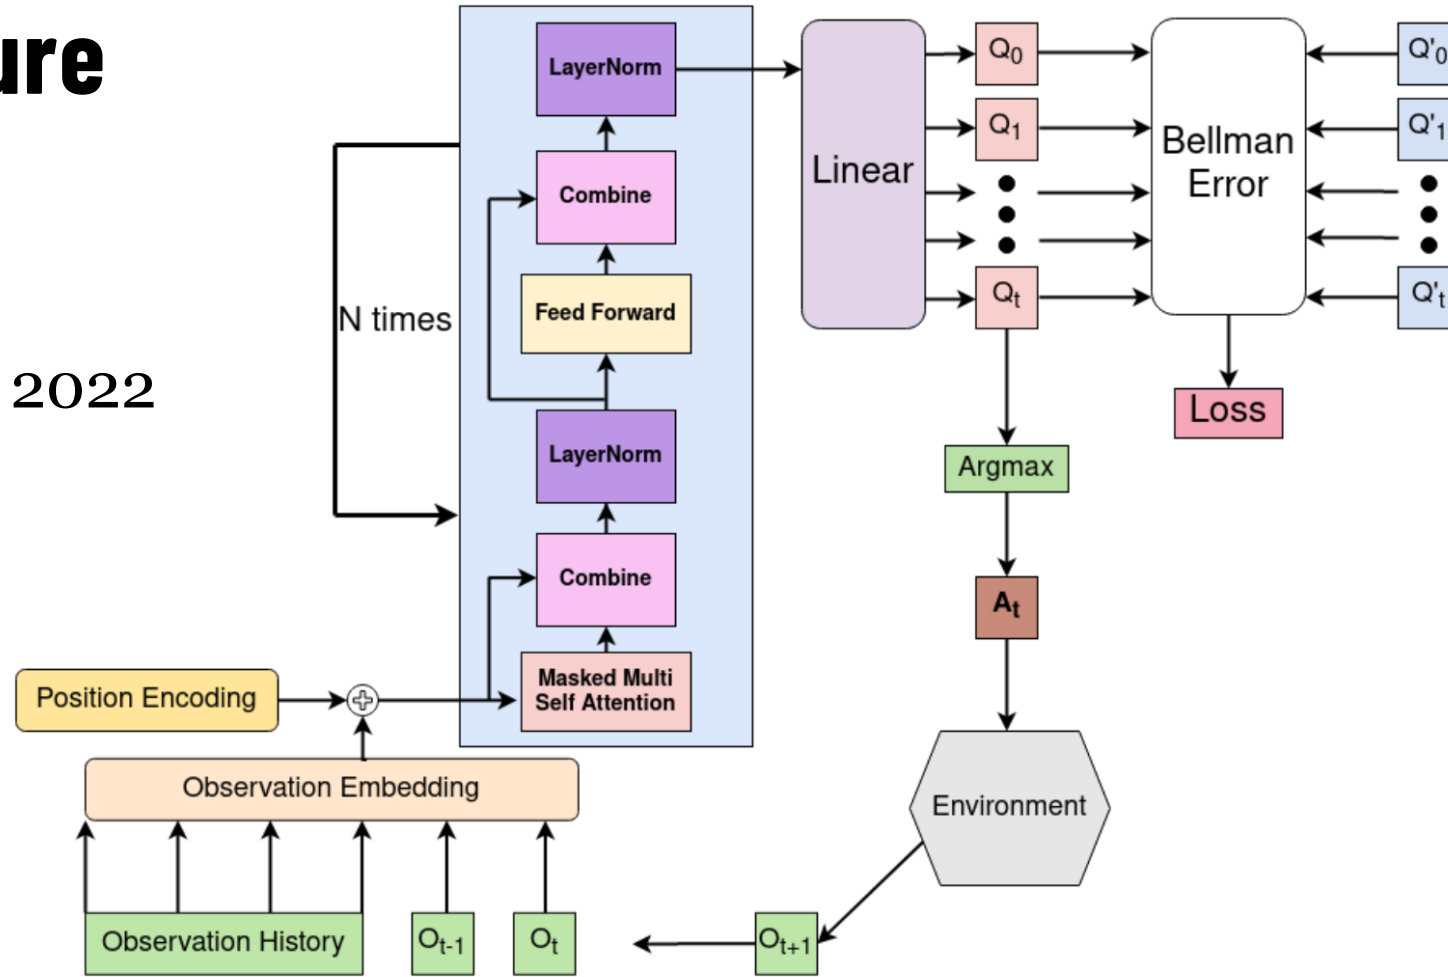 ure
2022
LayerNorm
Combine
Feed Forward
LayerNorm
Combine
Masked Multi
Self Attention
N times
Position Encoding
Observation Embedding
Observation History
Ot-1
Ot
Ot+1
Linear
Q0
Q1
Qt
Bellman
Error
Q'0
Q'1
Q't
Loss
Argmax
At
Environment